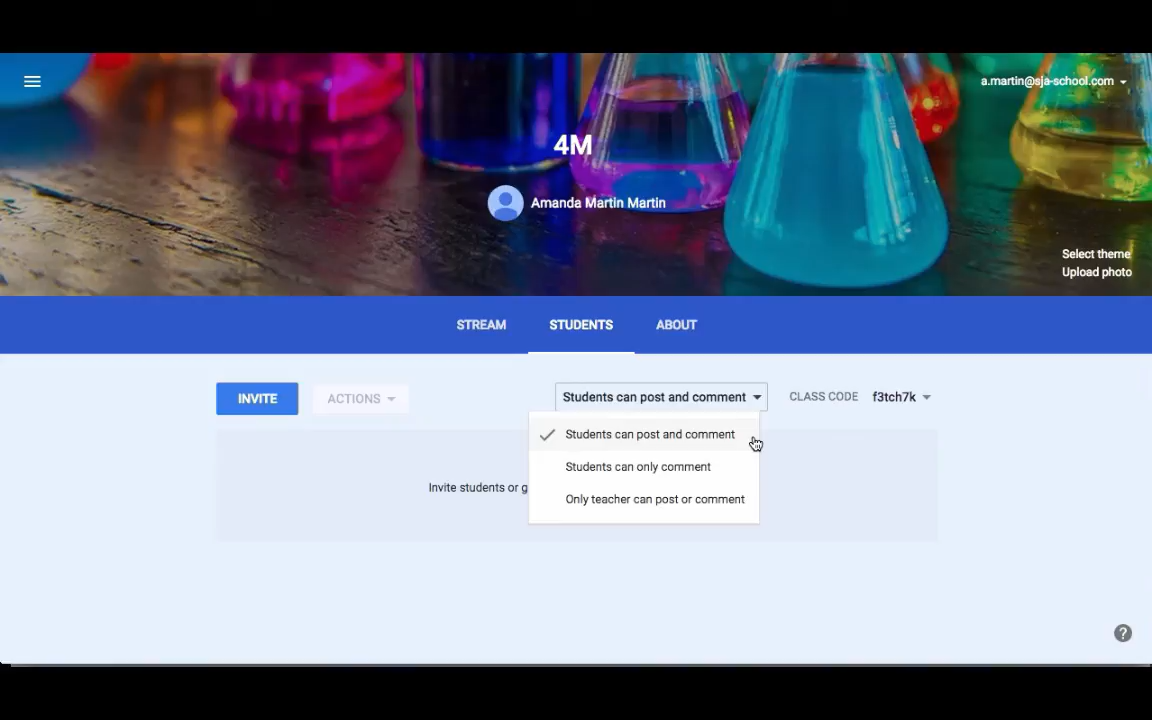 a.martin@sja-school.com
4M
Amanda Martin Martin
Select theme
Upload photo
STREAM STUDENTS ABOUT
INVITE ACTIONS Students can post and comment CLASS CODE f3tch7k
Students can post and comment
Students can only comment
Invite students or g
Only teacher can post or comment
?